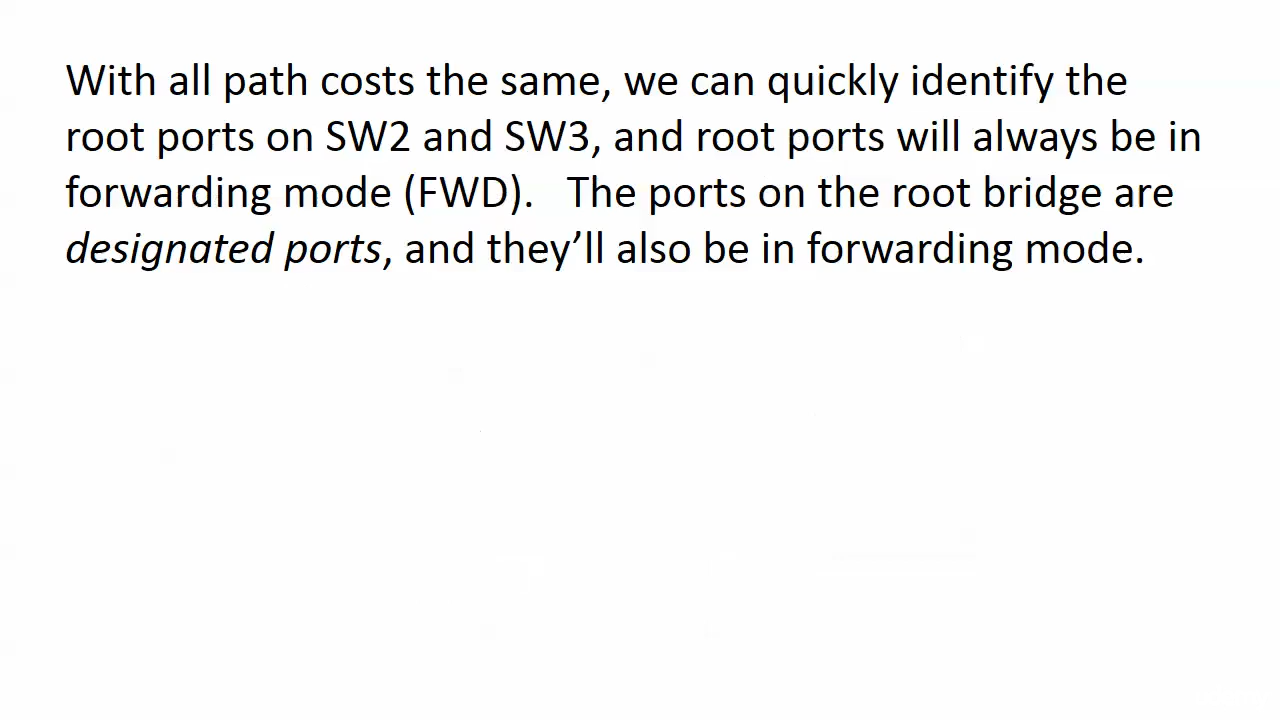 With all path costs the same, we can quickly identify the
root ports on SW2 and SW3, and root ports will always be in
forwarding mode (FWD).   The ports on the root bridge are
designated ports, and they’ll also be in forwarding mode.